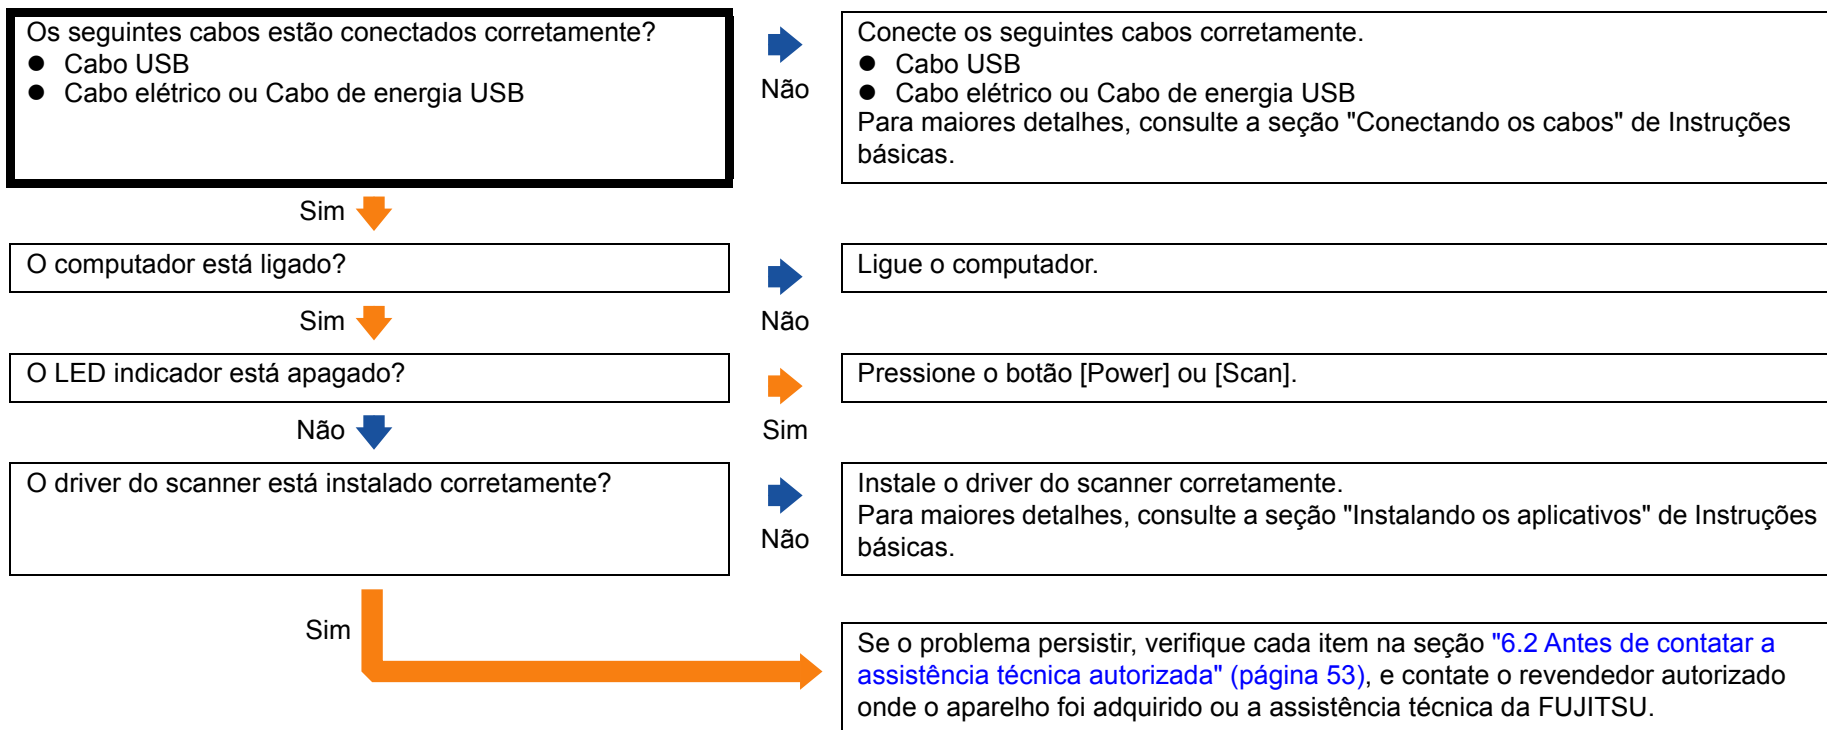 Os seguintes cabos estão conectados corretamente?
● Cabo USB
● Cabo elétrico ou Cabo de energia USB
Não
Conecte os seguintes cabos corretamente.
● Cabo USB
● Cabo elétrico ou Cabo de energia USB
Para maiores detalhes, consulte a seção "Conectando os cabos" de Instruções
básicas.
Sim
O computador está ligado?
Não
Ligue o computador.
Sim
O LED indicador está apagado?
Sim
Pressione o botão [Power] ou [Scan].
Não
O driver do scanner está instalado corretamente?
Não
Instale o driver do scanner corretamente.
Para maiores detalhes, consulte a seção "Instalando os aplicativos" de Instruções
básicas.
Sim
Se o problema persistir, verifique cada item na seção "6.2 Antes de contatar a
assistência técnica autorizada" (página 53), e contate o revendedor autorizado
onde o aparelho foi adquirido ou a assistência técnica da FUJITSU.